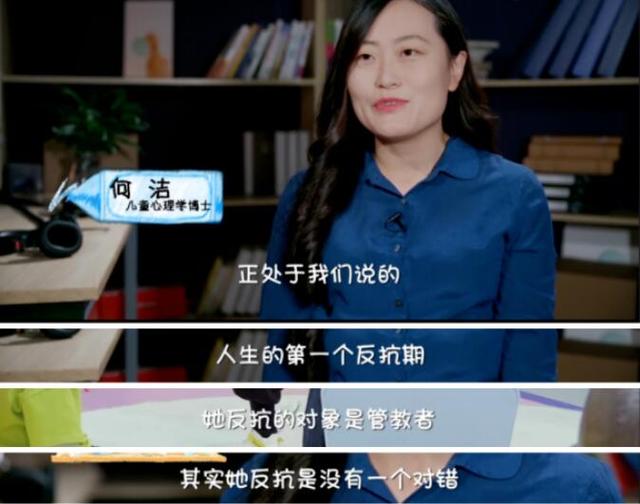 何 洁
儿童心理学博士
正处于我们说的
人生的第一个反抗期
她反抗的对象是管教者
其实她反抗是没有一个对错